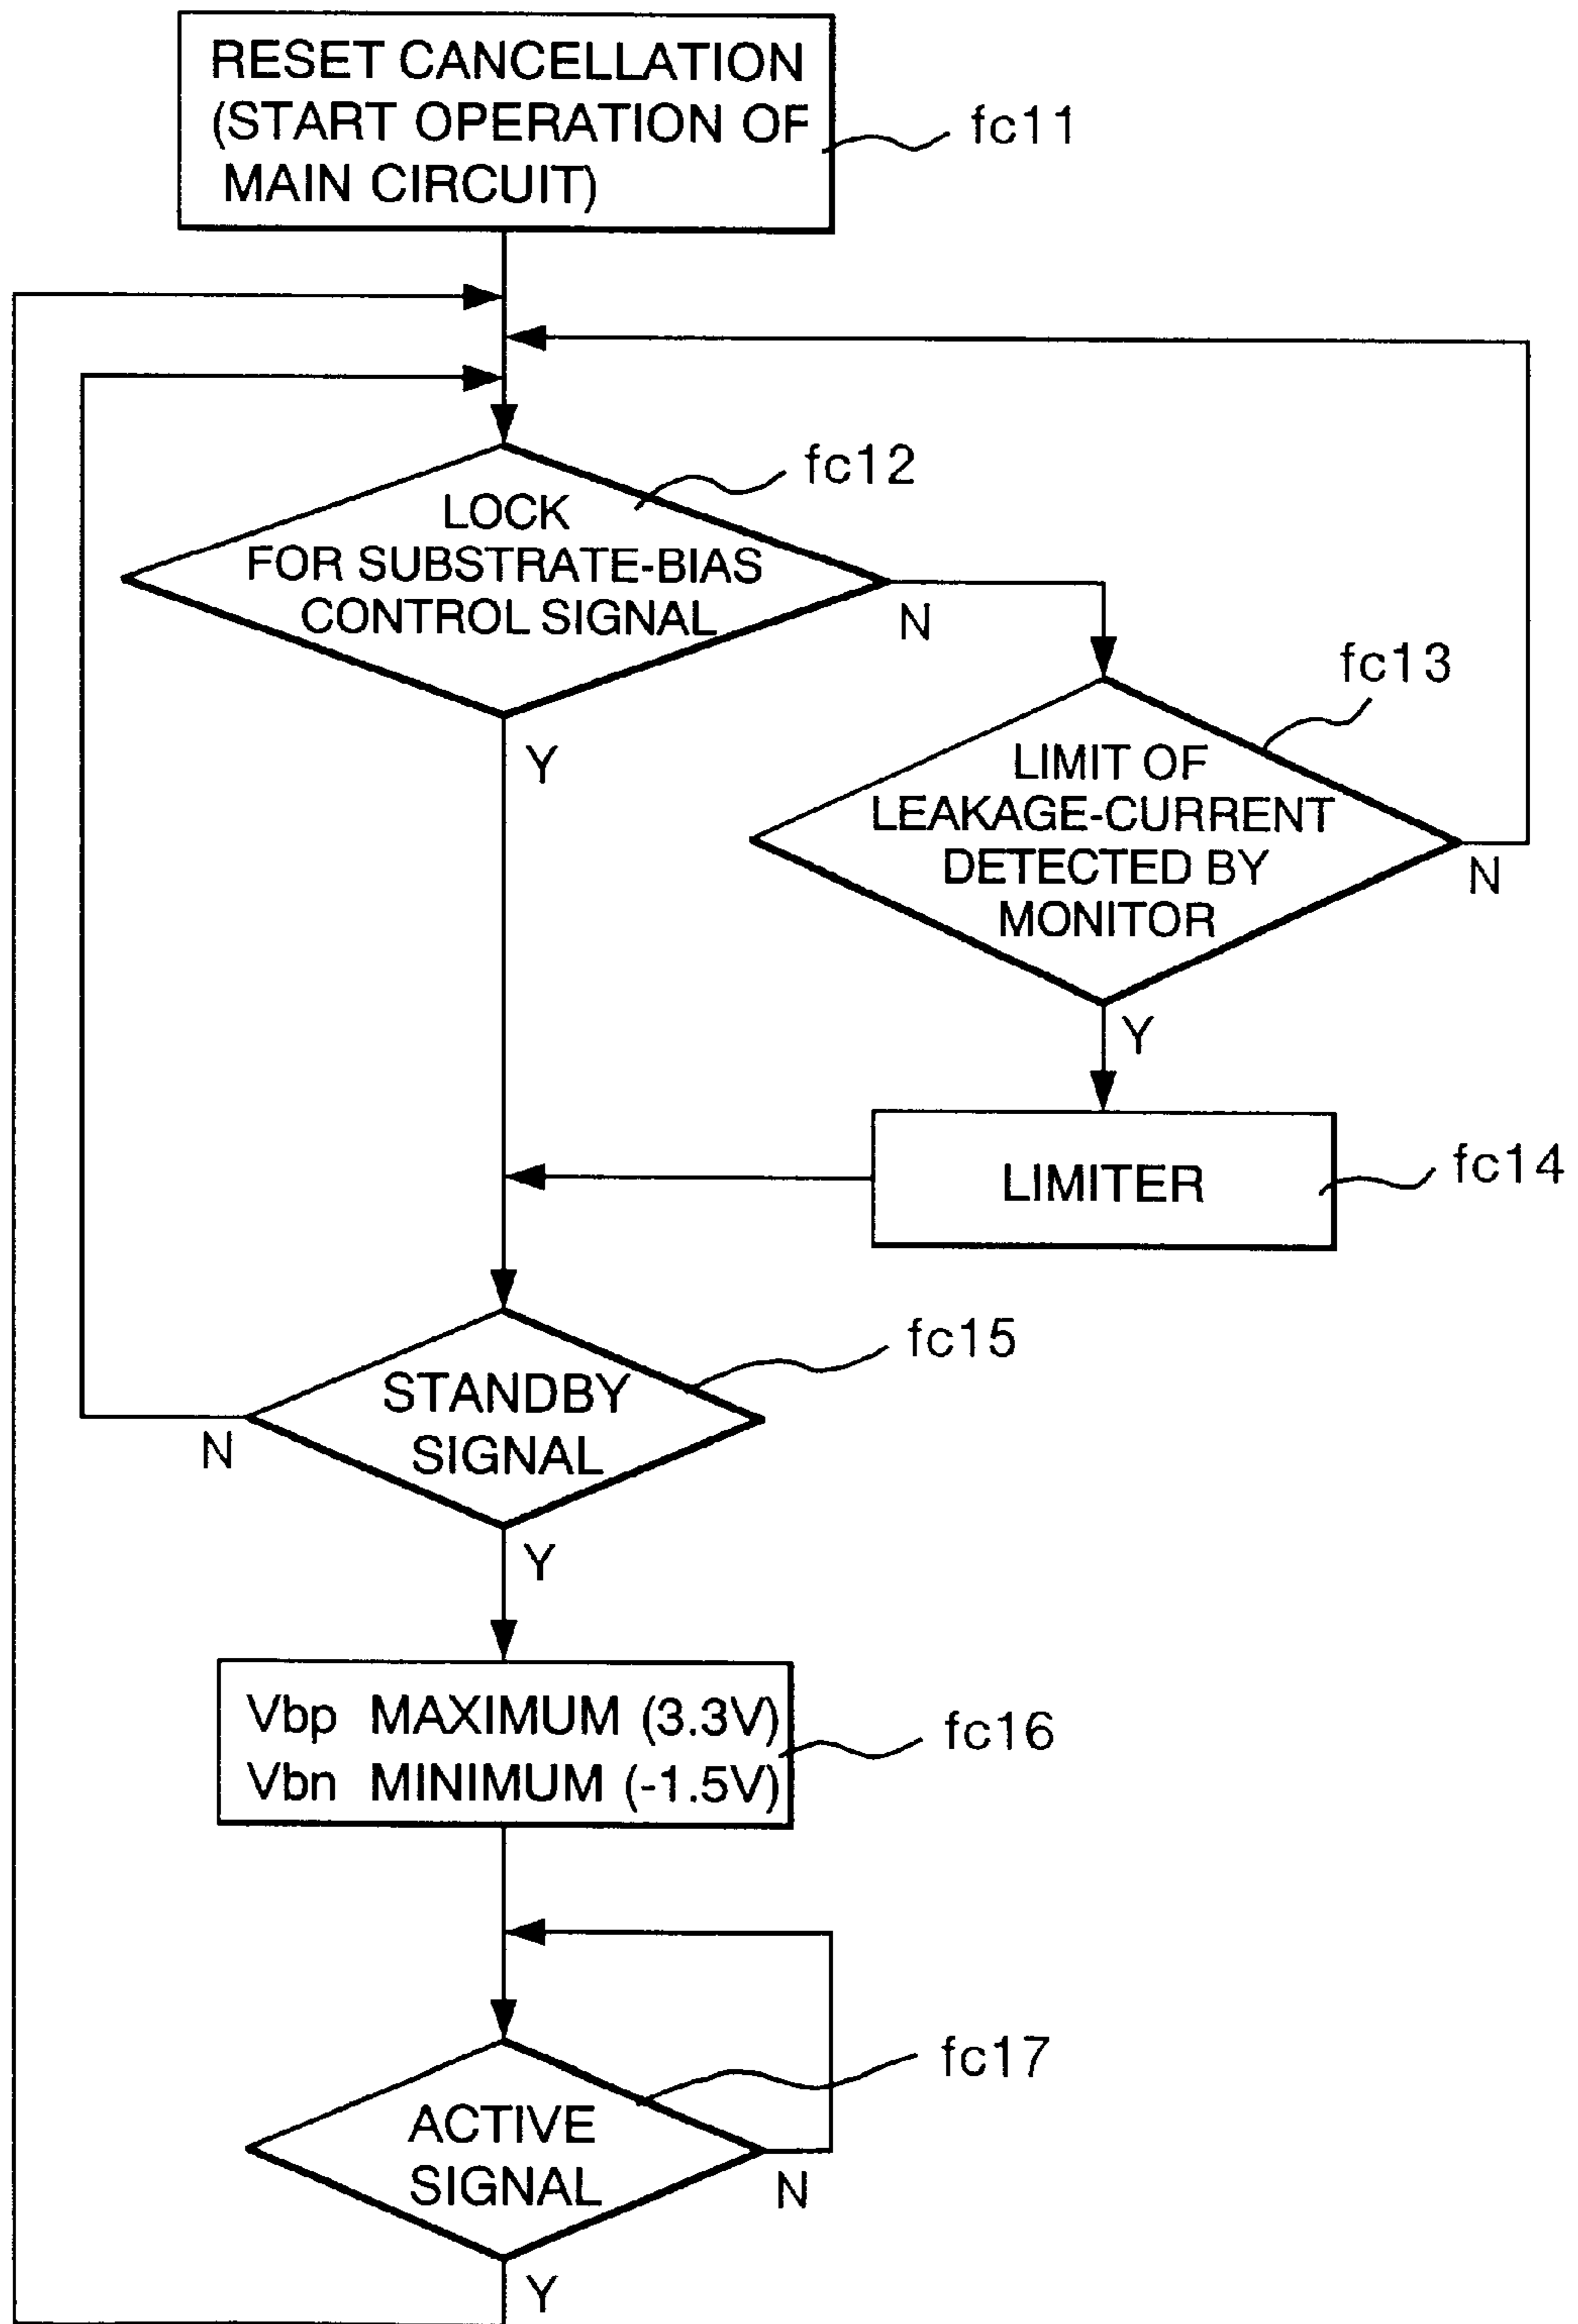 RESET CANCELLATION
(START OPERATION OF
MAIN CIRCUIT)
fc11
fc12
LOCK
FOR SUBSTRATE-BIAS
CONTROL SIGNAL
N
Y
fc13
LIMIT OF
LEAKAGE-CURRENT
DETECTED BY
MONITOR
N
Y
LIMITER
fc14
fc15
STANDBY
SIGNAL
N
Y
Vbp MAXIMUM (3.3V)
Vbn MINIMUM (-1.5V)
fc16
fc17
ACTIVE
SIGNAL
N
Y